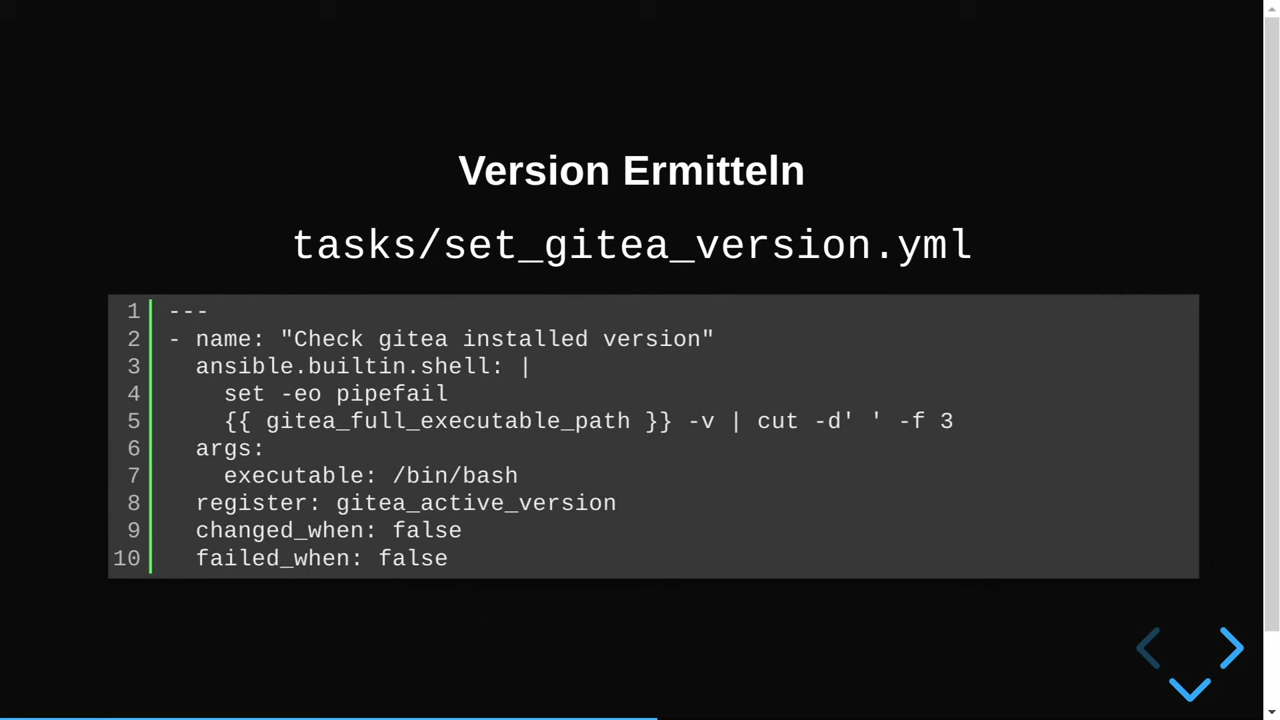 Version Ermitteln
tasks/set_gitea_version.yml
1 ---
2 - name: "Check gitea installed version"
3   ansible.builtin.shell: |
4     set -eo pipefail
5     {{ gitea_full_executable_path }} -v | cut -d' ' -f 3
6   args:
7     executable: /bin/bash
8   register: gitea_active_version
9   changed_when: false
10   failed_when: false